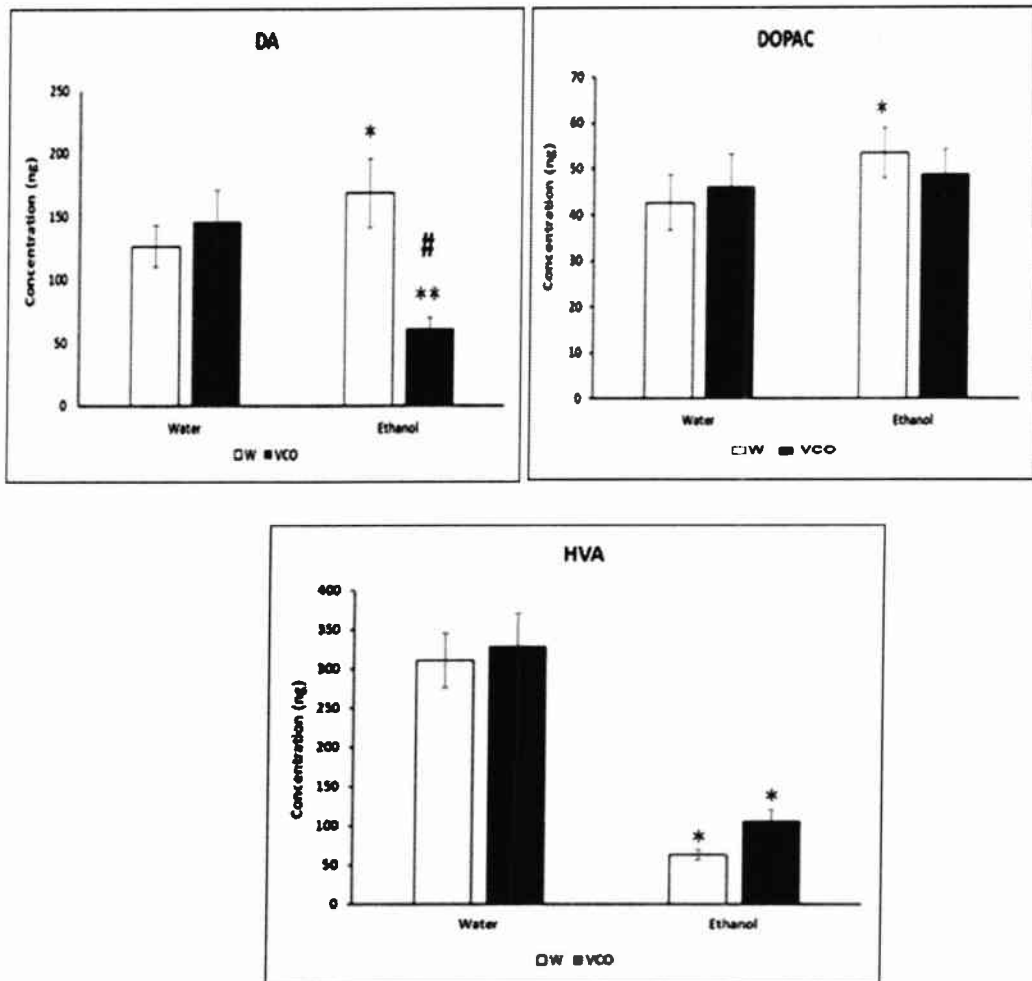 DA
Concentration (ng)
250
200
150
100
50
0
*
#
**
Water
Ethanol
W VCO
DOPAC
Concentration (ng)
70
60
50
40
30
20
10
0
*
Water
Ethanol
W VCO
HVA
Concentration (ng)
400
350
300
250
200
150
100
50
0
*
*
Water
Ethanol
W VCO